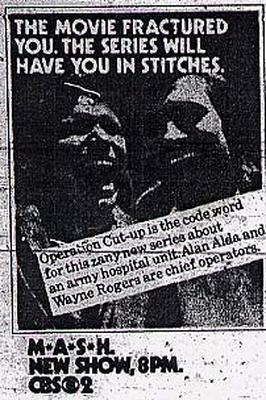 THE MOVIE FRACTURED
YOU. THE SERIES WILL
HAVE YOU IN STITCHES.
Operation Cut-up is the code word
for this zany new series about
an army hospital unit. Alan Alda and
Wayne Rogers are chief operators.
M*A*S*H.
NEW SHOW, 8PM.
CBS 2